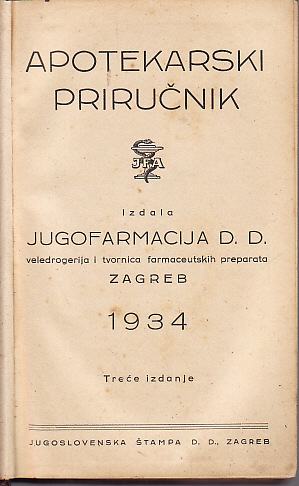 APOTEKARSKI
PRIRUČNIK
JFA
Izdala
JUGOFARMACIJA D. D.
veledrogerija i tvornica farmaceutskih preparata
ZAGREB
1934
Treće izdanje
JUGOSLOVENSKA ŠTAMPA D. D., ZAGREB